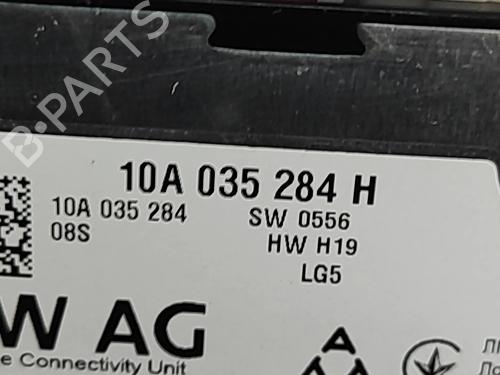 B-PARTS
10A 035 284 H
10A 035 284 SW 0556
08S HW H19
LG5
W AG
e Connectivity Unit